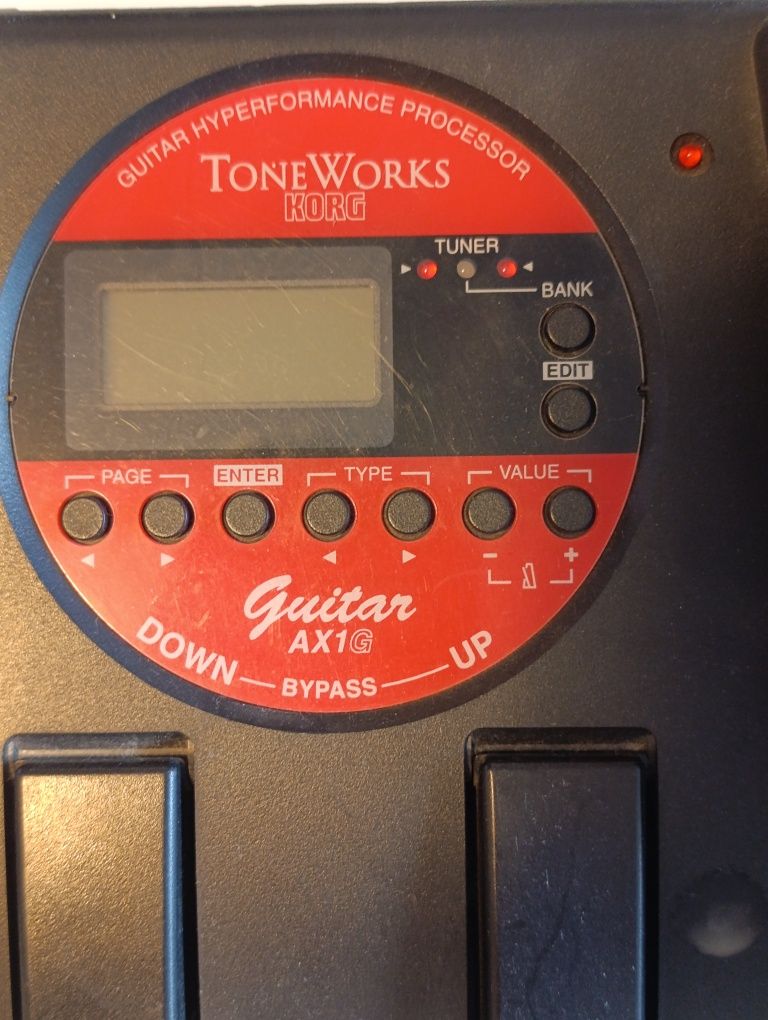 GUITAR HYPERFORMANCE PROCESSOR
TONEWORKS
KORG
TUNER
BANK
EDIT
PAGE ENTER TYPE VALUE
- +
Guitar
AX1G
DOWN BYPASS UP